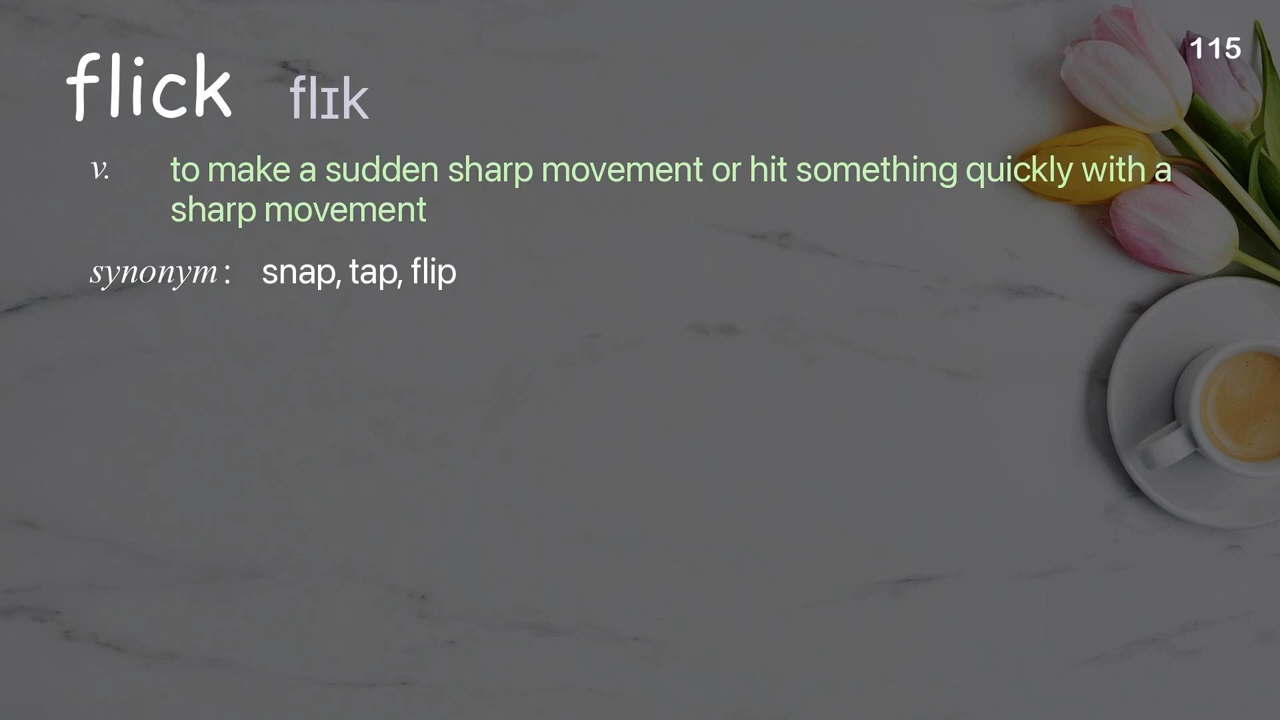 115
flick flɪk
v. to make a sudden sharp movement or hit something quickly with a
sharp movement
synonym: snap, tap, flip